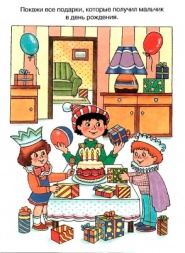 Покажи все подарки, которые получил мальчик
в день рождения.